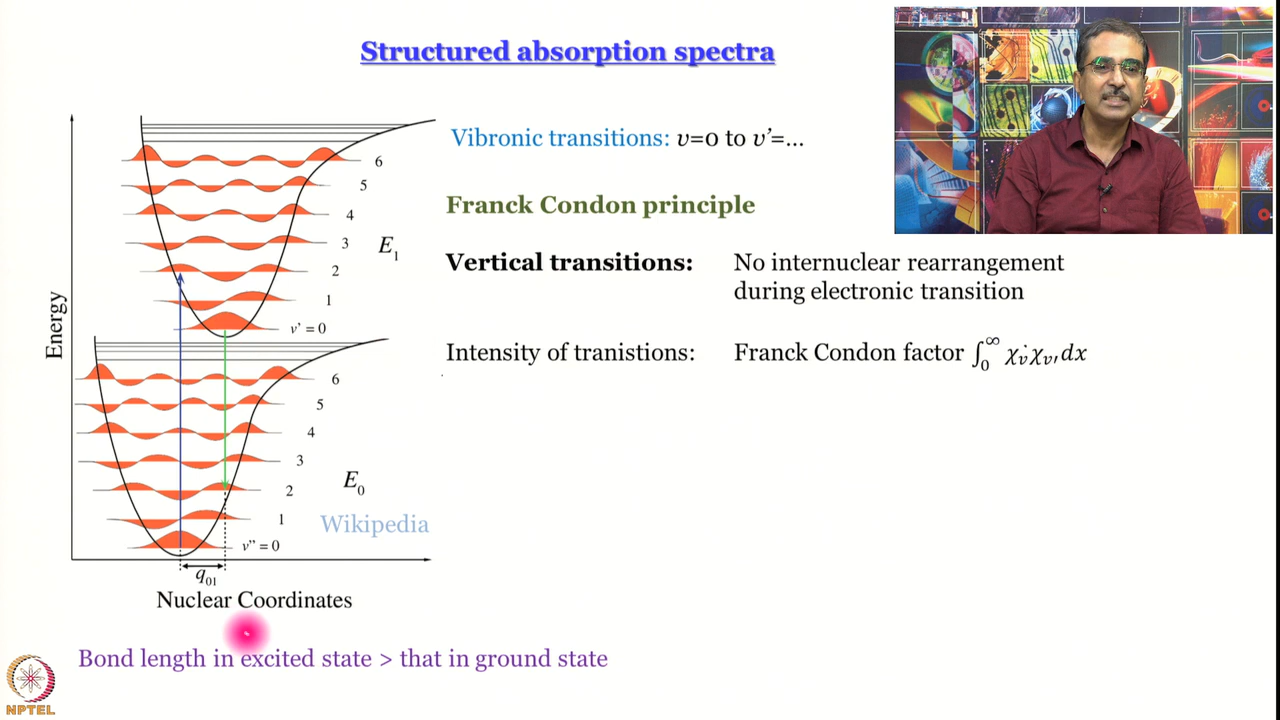 Structured absorption spectra
Vibronic transitions: υ=0 to υ’=...
Franck Condon principle
Vertical transitions: No internuclear rearrangement
during electronic transition
Intensity of tranistions: Franck Condon factor ∫₀^∞ χᵥ̇χᵥ′dx
Energy
6
5
4
3
E₁
2
1
v' = 0
6
5
4
3
E₀
2
Wikipedia
1
v" = 0
q₀₁
Nuclear Coordinates
Bond length in excited state > that in ground state
NPTEL